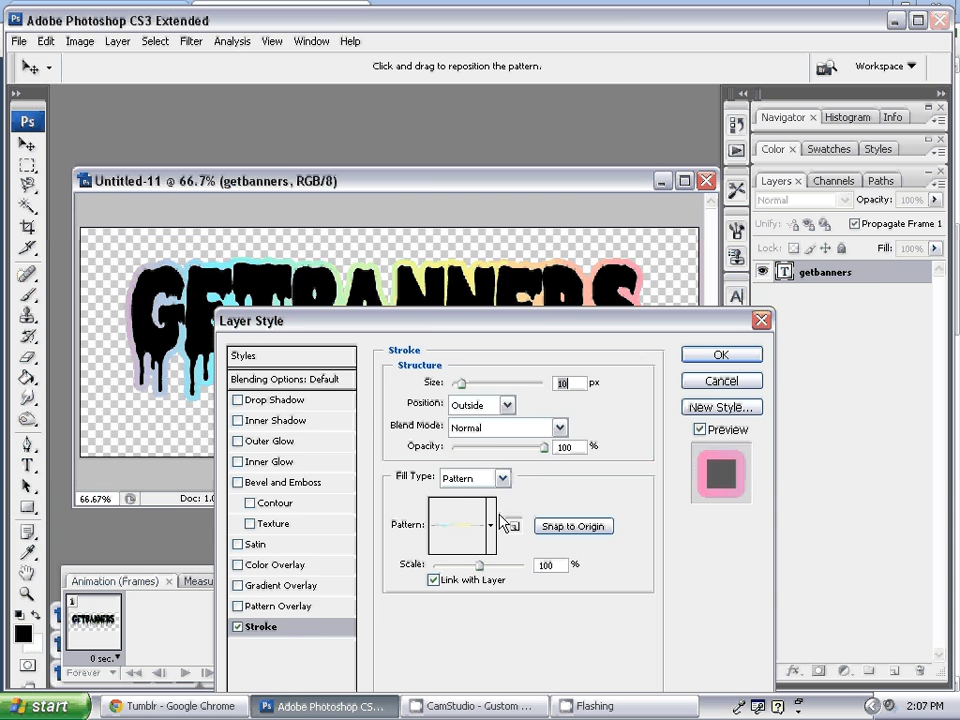 Adobe Photoshop CS3 Extended
File Edit Image Layer Select Filter Analysis View Window Help
Click and drag to reposition the pattern.
Workspace
Ps
Navigator × Histogram Info
Color × Swatches Styles
Layers × Channels Paths
Normal Opacity: 100%
Unify: Propagate Frame 1
Lock: Fill: 100%
T getbanners
Untitled-11 @ 66.7% (getbanners, RGB/8)
GETBANNERS
66.67% Doc: 1.0
Layer Style
Styles
Blending Options: Default
Drop Shadow
Inner Shadow
Outer Glow
Inner Glow
Bevel and Emboss
Contour
Texture
Satin
Color Overlay
Gradient Overlay
Pattern Overlay
Stroke
Stroke
Structure
Size: 10 px
Position: Outside
Blend Mode: Normal
Opacity: 100 %
Fill Type: Pattern
Pattern: Snap to Origin
Scale: 100 %
Link with Layer
OK
Cancel
New Style...
Preview
Animation (Frames) × Measu
1
GETBANNERS
0 sec.
Forever
start Tumblr - Google Chrome Adobe Photoshop CS... CamStudio - Custom ... Flashing 2:07 PM